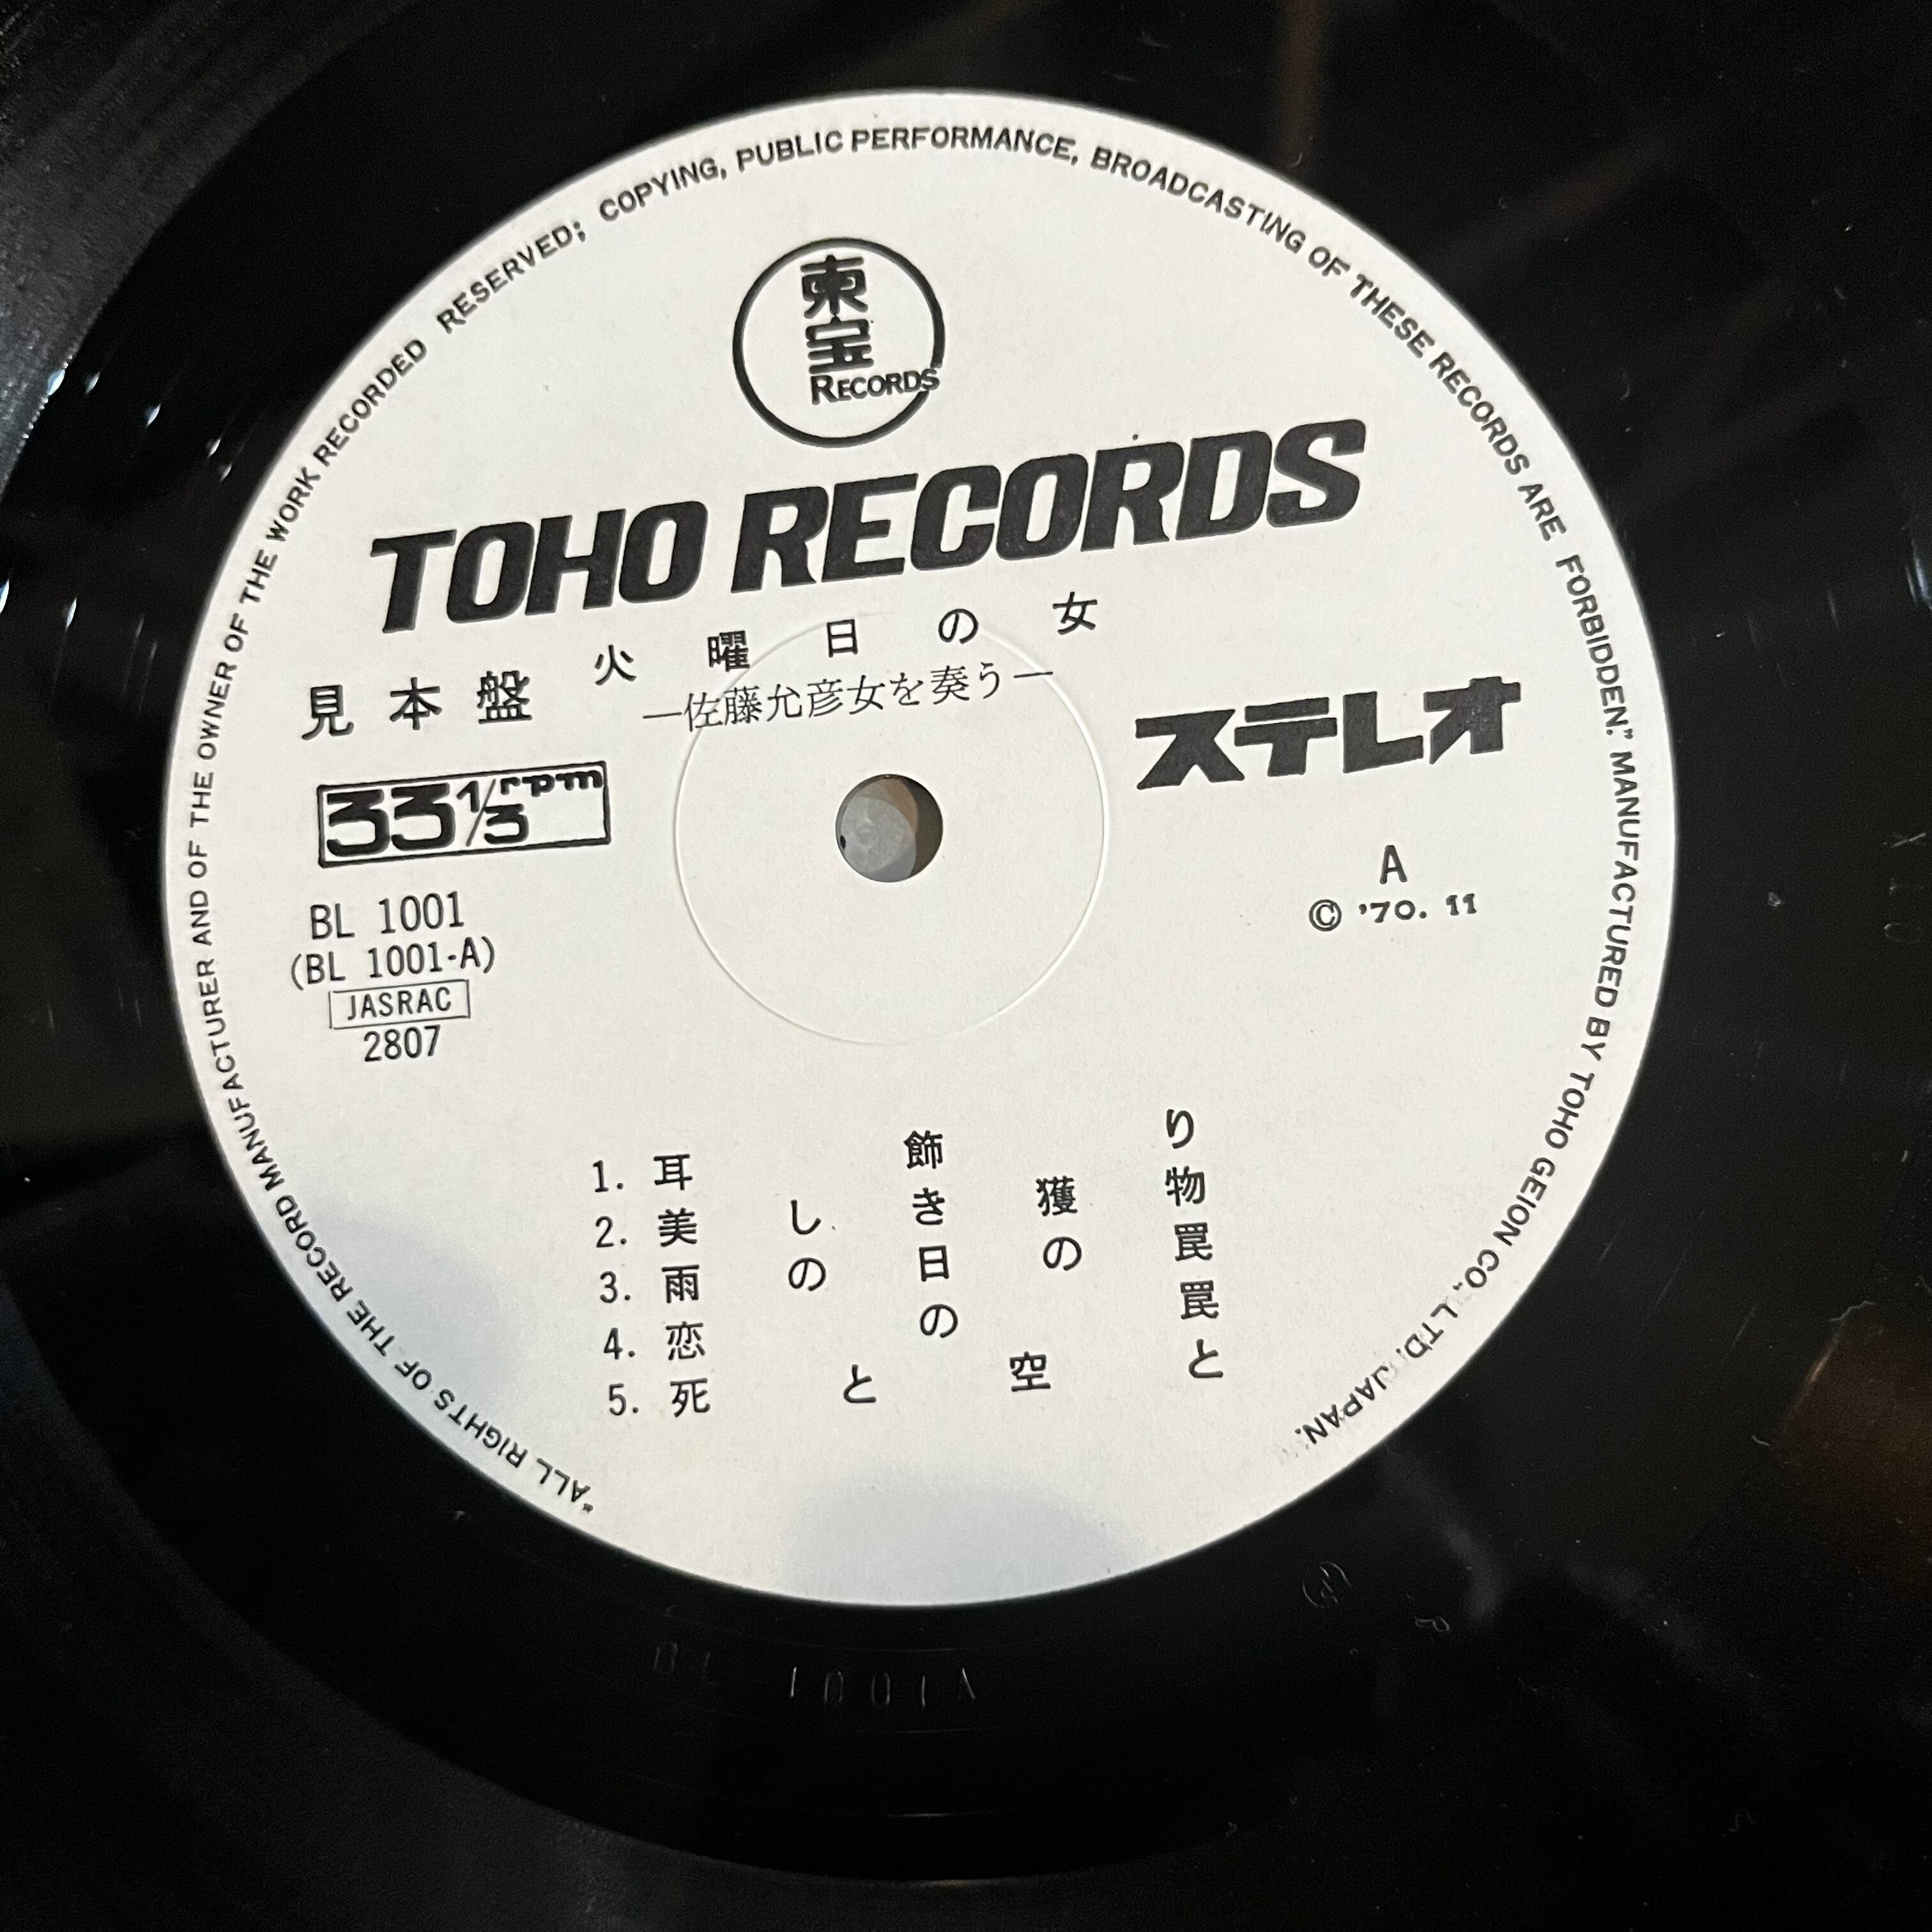 "ALL RIGHTS OF THE RECORD MANUFACTURER AND OF THE OWNER OF THE WORK RECORDED RESERVED; COPYING, PUBLIC PERFORMANCE, BROADCASTING OF THESE RECORDS ARE FORBIDDEN." MANUFACTURED BY TOHO GEION CO., LTD. JAPAN.
東宝
RECORDS
TOHO RECORDS
火曜日の女
見本盤
―佐藤允彦女を奏う―
ステレオ
33 1/3 rpm
A
© '70. 11
BL 1001
(BL 1001-A)
JASRAC
2807
1. 耳飾り
2. 美しき獲物
3. 雨の日の罠
4. 恋の罠
5. 死と空と
BL 1001A